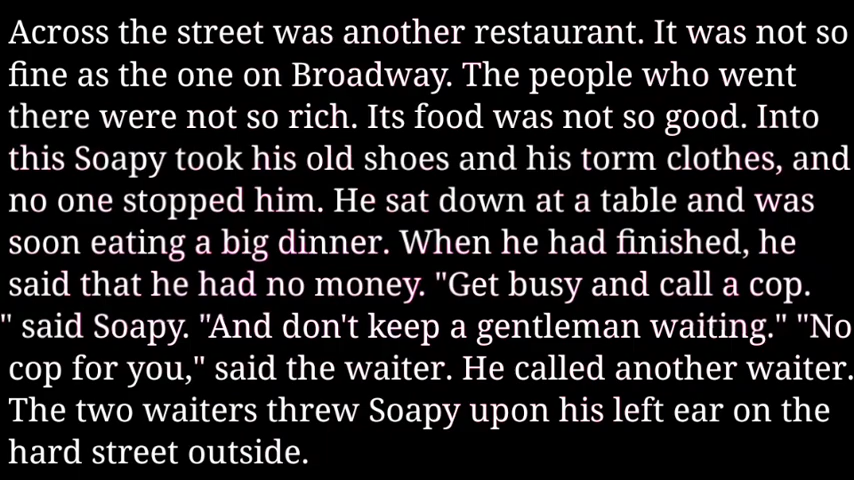 Across the street was another restaurant. It was not so
fine as the one on Broadway. The people who went
there were not so rich. Its food was not so good. Into
this Soapy took his old shoes and his torm clothes, and
no one stopped him. He sat down at a table and was
soon eating a big dinner. When he had finished, he
said that he had no money. "Get busy and call a cop.
" said Soapy. "And don't keep a gentleman waiting." "No
cop for you," said the waiter. He called another waiter.
The two waiters threw Soapy upon his left ear on the
hard street outside.